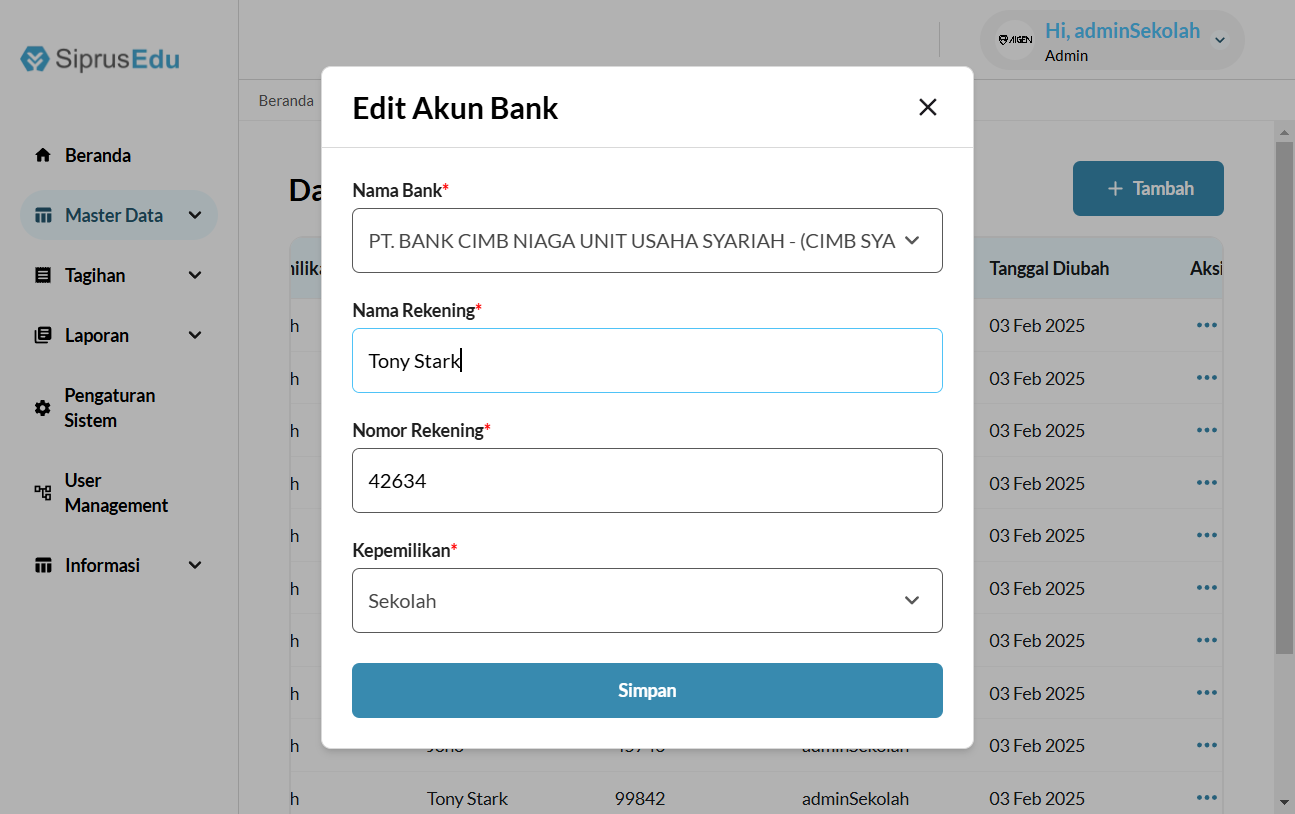 SiprusEdu
AIGEN
Hi, adminSekolah
Admin
Beranda
Beranda
Master Data
Tagihan
Laporan
Pengaturan
Sistem
User
Management
Informasi
Tambah
Tanggal Diubah
Aksi
Edit Akun Bank
Nama Bank*
PT. BANK CIMB NIAGA UNIT USAHA SYARIAH - (CIMB SYA
Nama Rekening*
Tony Stark
Nomor Rekening*
42634
Kepemilikan*
Sekolah
Simpan
03 Feb 2025
03 Feb 2025
03 Feb 2025
03 Feb 2025
03 Feb 2025
03 Feb 2025
03 Feb 2025
03 Feb 2025
adminSekolah 03 Feb 2025
h Tony Stark 99842 adminSekolah 03 Feb 2025